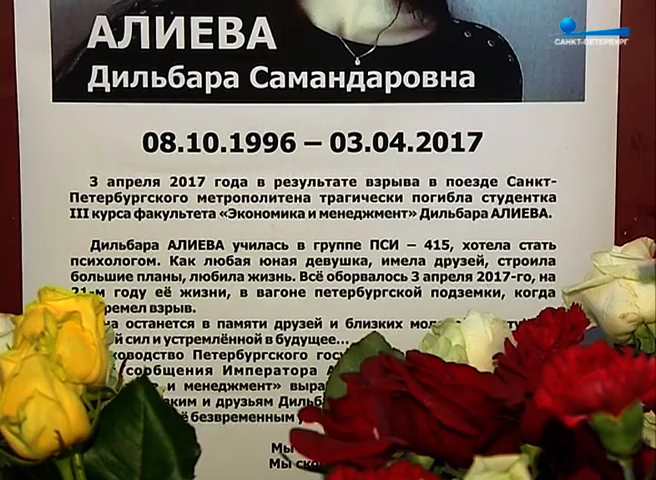 САНКТ-ПЕТЕРБУРГ
АЛИЕВА
Дильбара Самандаровна
08.10.1996 – 03.04.2017
3 апреля 2017 года в результате взрыва в поезде Санкт-
Петербургского метрополитена трагически погибла студентка
III курса факультета «Экономика и менеджмент» Дильбара АЛИЕВА.
Дильбара АЛИЕВА училась в группе ПСИ – 415, хотела стать
психологом. Как любая юная девушка, имела друзей, строила
большие планы, любила жизнь. Всё оборвалось 3 апреля 2017-го, на
21-м году её жизни, в вагоне петербургской подземки, когда
взрыв.
останется в памяти друзей и близких
сил и устремлённой в будущее...
Петербургского
сообщения Императора
и менеджмент»
и друзьям
безвременным
Мы
Мы